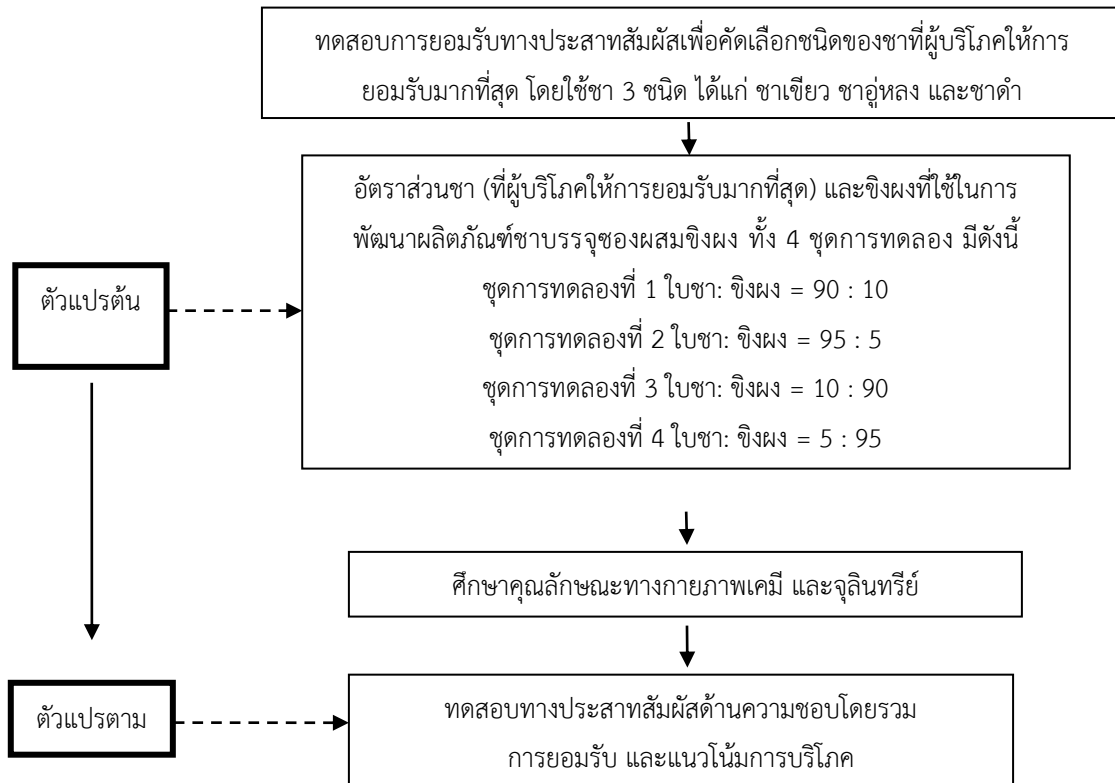 ทดสอบการยอมรับทางประสาทสัมผัสเพื่อคัดเลือกชนิดของชาที่ผู้บริโภคให้การ
ยอมรับมากที่สุด โดยใช้ชา 3 ชนิด ได้แก่ ชาเขียว ชาอู่หลง และชาดำ
อัตราส่วนชา (ที่ผู้บริโภคให้การยอมรับมากที่สุด) และขิงผงที่ใช้ในการ
พัฒนาผลิตภัณฑ์ชาบรรจุซองผสมขิงผง ทั้ง 4 ชุดการทดลอง มีดังนี้
ชุดการทดลองที่ 1 ใบชา: ขิงผง = 90 : 10
ชุดการทดลองที่ 2 ใบชา: ขิงผง = 95 : 5
ชุดการทดลองที่ 3 ใบชา: ขิงผง = 10 : 90
ชุดการทดลองที่ 4 ใบชา: ขิงผง = 5 : 95
ตัวแปรต้น
ศึกษาคุณลักษณะทางกายภาพเคมี และจุลินทรีย์
ตัวแปรตาม
ทดสอบทางประสาทสัมผัสด้านความชอบโดยรวม
การยอมรับ และแนวโน้มการบริโภค